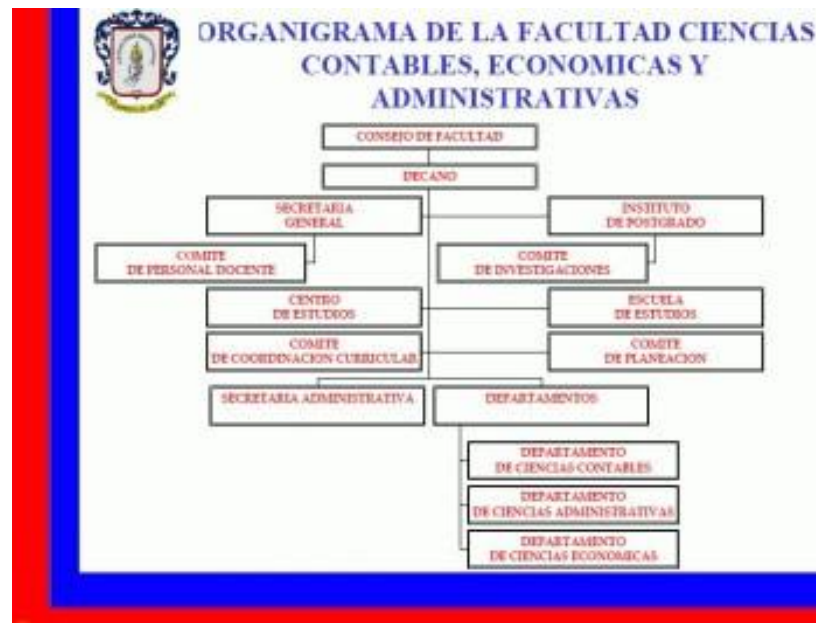 ORGANIGRAMA DE LA FACULTAD CIENCIAS
CONTABLES, ECONOMICAS Y
ADMINISTRATIVAS
CONSEJO DE FACULTAD
DECANO
SECRETARIA
GENERAL
INSTITUTO
DE POSTGRADO
COMITE
DE PERSONAL DOCENTE
COMITE
DE INVESTIGACIONES
CENTRO
DE ESTUDIOS
ESCUELA
DE ESTUDIOS
COMITE
DE COORDINACION CURRICULAR
COMITE
DE PLANEACION
SECRETARIA ADMINISTRATIVA
DEPARTAMENTOS
DEPARTAMENTO
DE CIENCIAS CONTABLES
DEPARTAMENTO
DE CIENCIAS ADMINISTRATIVAS
DEPARTAMENTO
DE CIENCIAS ECONOMICAS